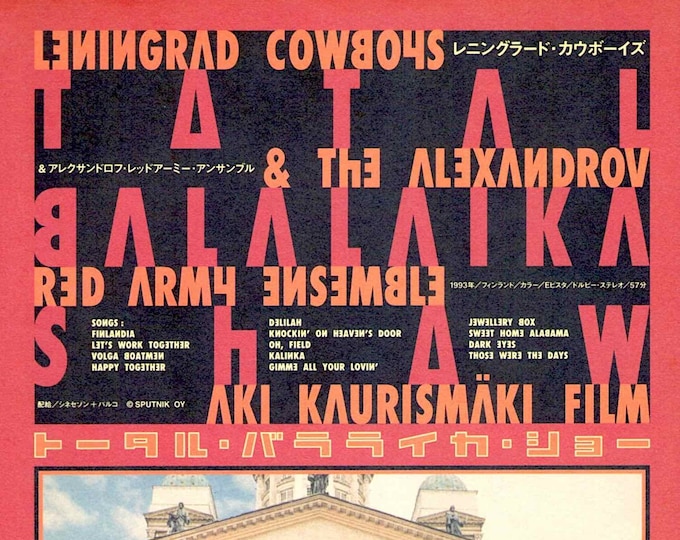 LENINGRAD COWBOYS レニングラード・カウボーイズ
TOTAL
& アレクサンドロフ・レッドアーミー・アンサンブル & ThE ALEXANDROV
BALALAIKA
RED ARMY ENSEMBLE 1993年/フィンランド/カラー/Eビスタ/ドルビー・ステレオ/57分
ShOW
SONGS :
FINLANDIA
LET'S WORK TOGETHER
VOLGA BOATMEN
HAPPY TOGETHER
DELILAH
KNOCKIN' ON HEAVEN'S DOOR
OH, FIELD
KALINKA
GIMME ALL YOUR LOVIN'
JEWELLERY BOX
SWEET HOME ALABAMA
DARK EYES
THOSE WERE THE DAYS
配給/シネセゾン+パルコ © SPUTNIK OY
AKI KAURISMÄKI FILM
トータル・バラライカ・ショー